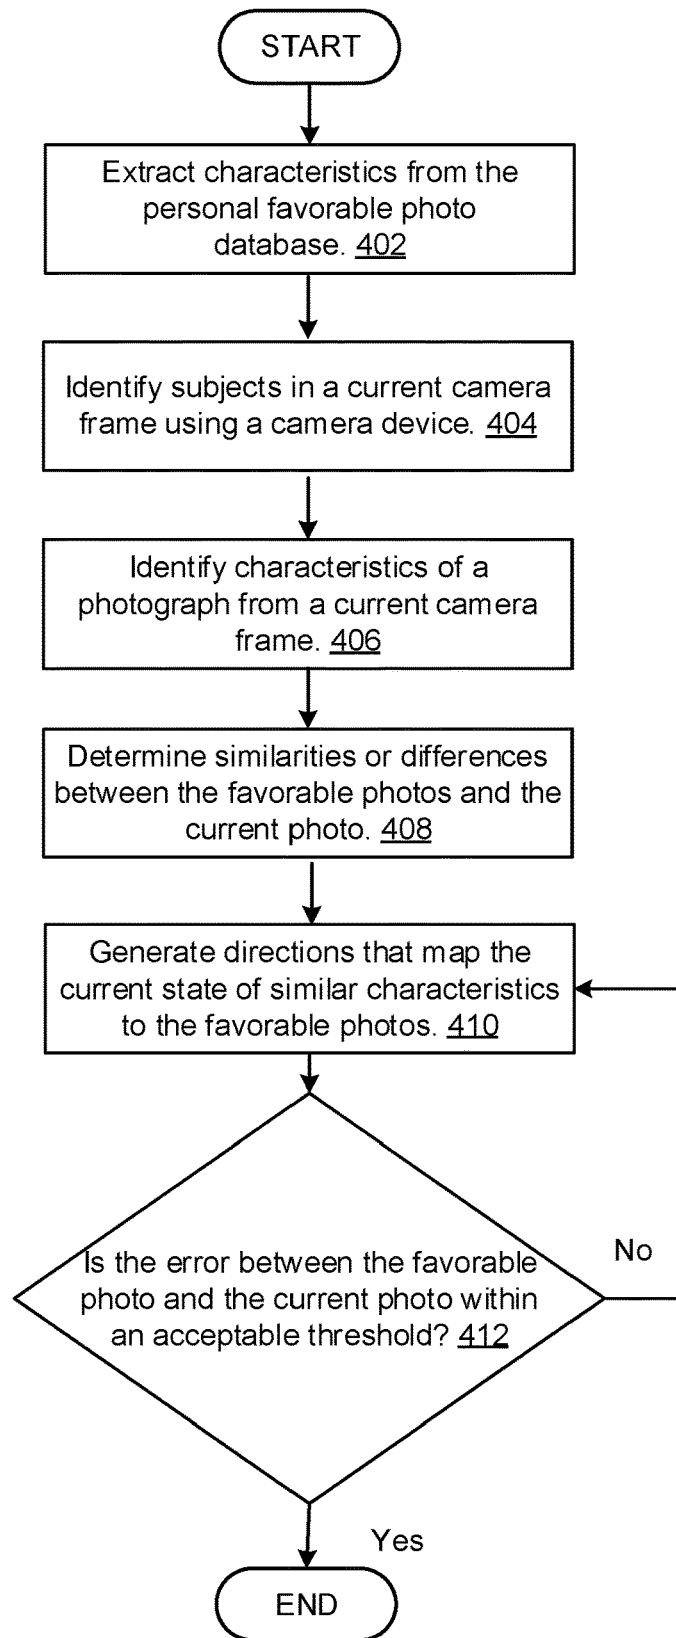 START
Extract characteristics from the
personal favorable photo
database. 402
Identify subjects in a current camera
frame using a camera device. 404
Identify characteristics of a
photograph from a current camera
frame. 406
Determine similarities or differences
between the favorable photos and the
current photo. 408
Generate directions that map the
current state of similar characteristics
to the favorable photos. 410
Is the error between the favorable
photo and the current photo within
an acceptable threshold? 412
No
Yes
END